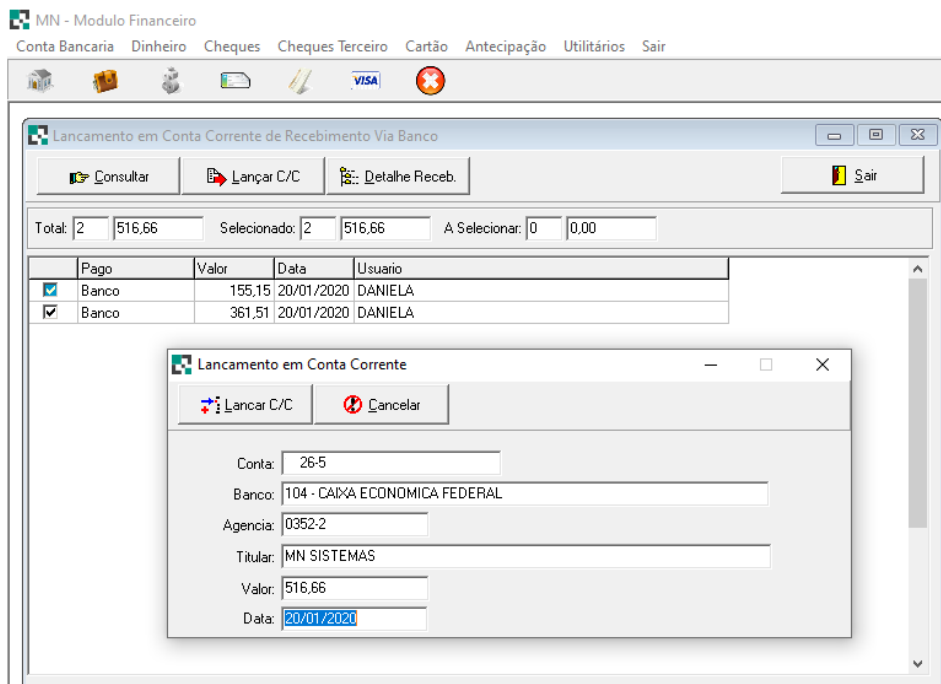 MN - Modulo Financeiro
Conta Bancaria Dinheiro Cheques Cheques Terceiro Cartão Antecipação Utilitários Sair
VISA
Lancamento em Conta Corrente de Recebimento Via Banco
Consultar Lançar C/C Detalhe Receb. Sair
Total: 2 516,66 Selecionado: 2 516,66 A Selecionar: 0 0,00
Pago Valor Data Usuario
Banco 155,15 20/01/2020 DANIELA
Banco 361,51 20/01/2020 DANIELA
Lancamento em Conta Corrente
Lancar C/C Cancelar
Conta: 26-5
Banco: 104 - CAIXA ECONOMICA FEDERAL
Agencia: 0352-2
Titular: MN SISTEMAS
Valor: 516,66
Data: 20/01/2020